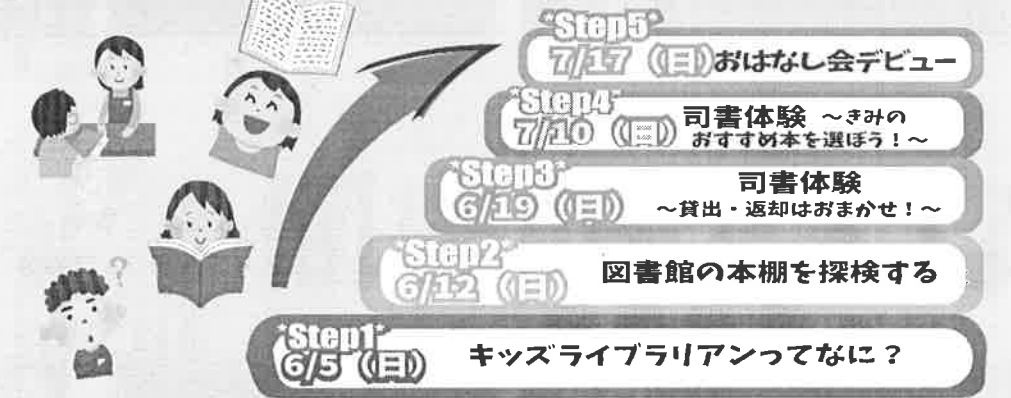 *Step5*
7/17 (日)おはなし会デビュー
*Step4*
7/10 (日) 司書体験 ~きみの
おすすめ本を選ぼう!~
*Step3*
6/19 (日) 司書体験
~貸出・返却はおまかせ!~
*Step2*
6/12 (日) 図書館の本棚を探検する
*Step1*
6/5 (日) キッズライブラリアンってなに?
?